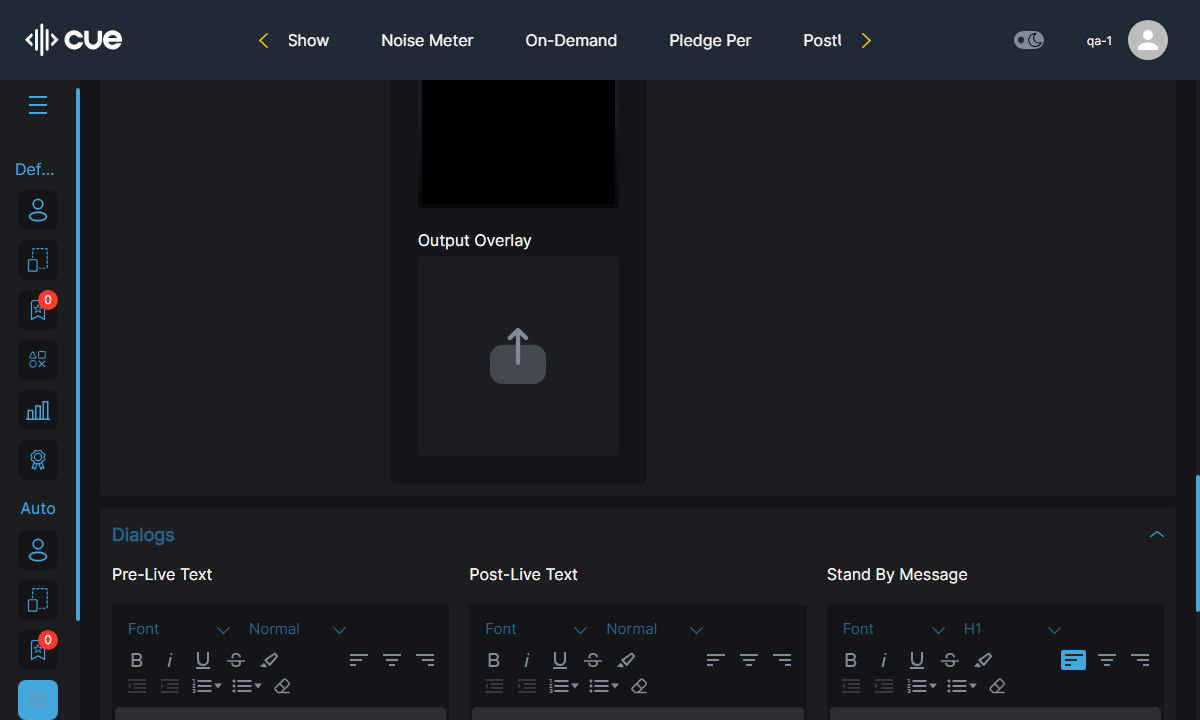 cue
Show
Noise Meter
On-Demand
Pledge Per
Postl
qa-1
Def...
0
Auto
0
Output Overlay
Dialogs
Pre-Live Text
Post-Live Text
Stand By Message
Font
Normal
Font
Normal
Font
H1